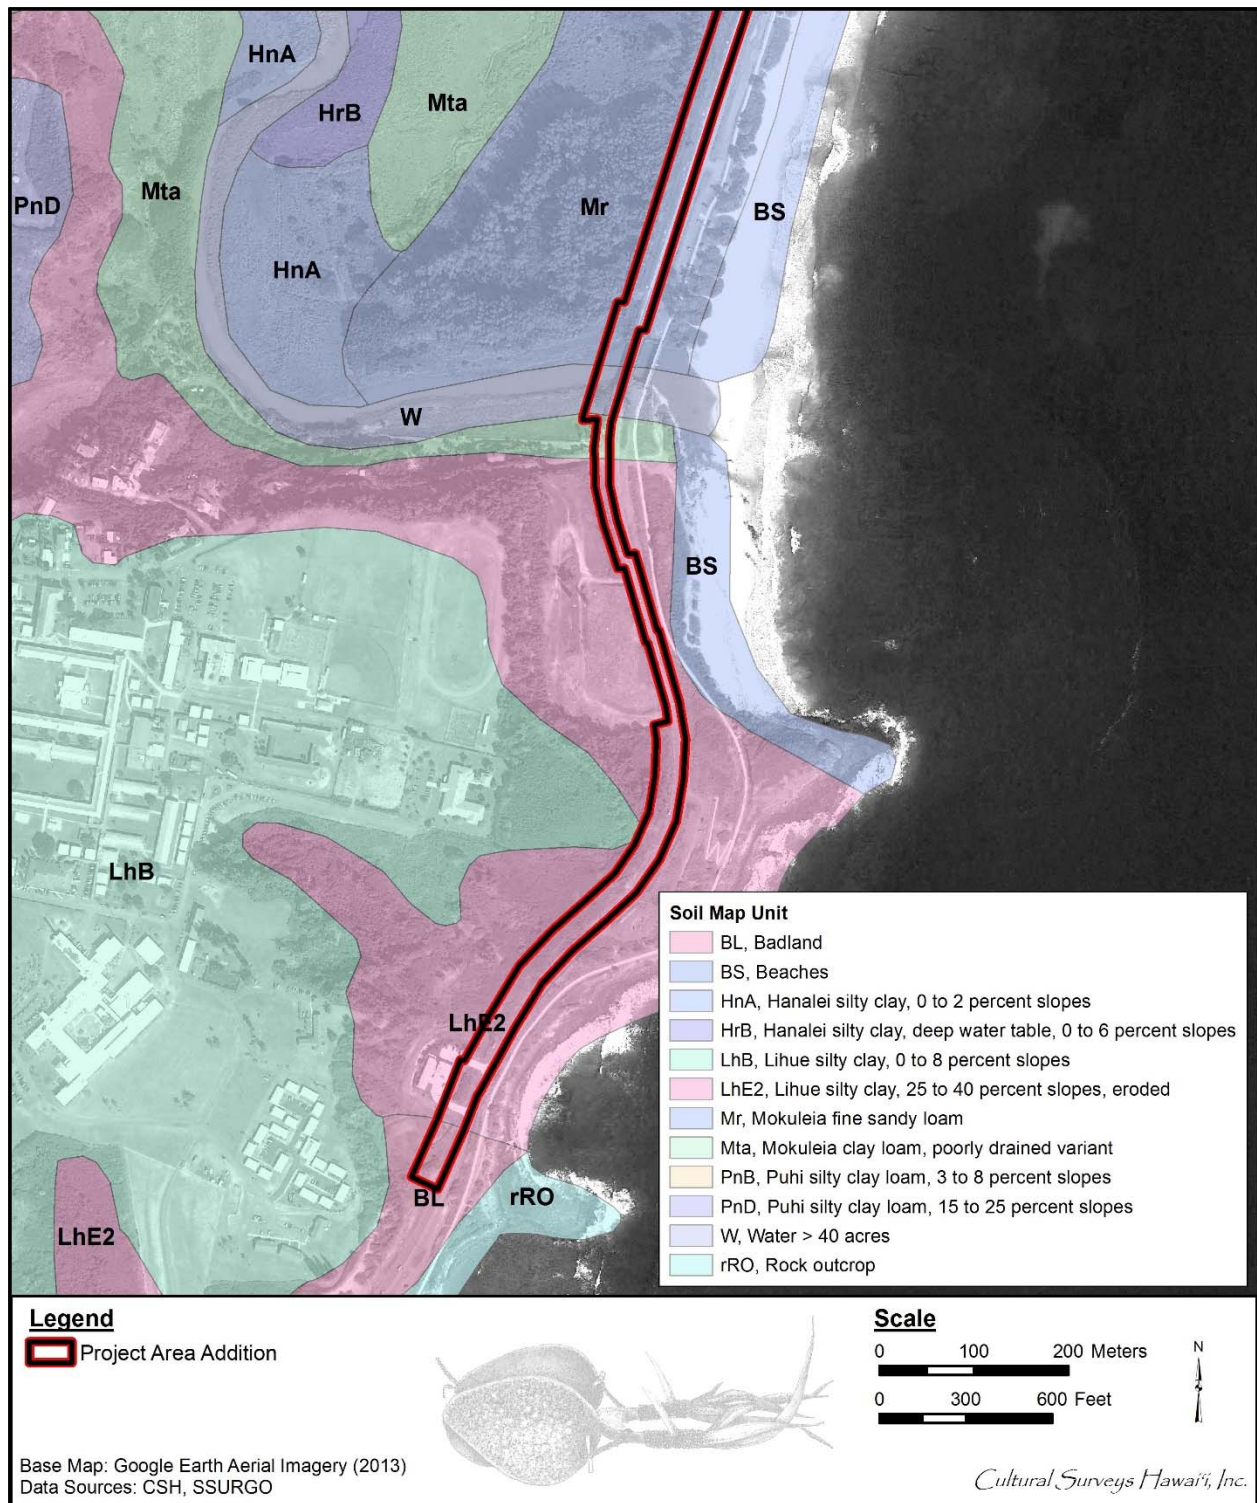 HnA
HrB
Mta
PnD
Mta
Mr
BS
HnA
W
BS
LhB
LhE2
BL
rRO
LhE2
Soil Map Unit
BL, Badland
BS, Beaches
HnA, Hanalei silty clay, 0 to 2 percent slopes
HrB, Hanalei silty clay, deep water table, 0 to 6 percent slopes
LhB, Lihue silty clay, 0 to 8 percent slopes
LhE2, Lihue silty clay, 25 to 40 percent slopes, eroded
Mr, Mokuleia fine sandy loam
Mta, Mokuleia clay loam, poorly drained variant
PnB, Puhi silty clay loam, 3 to 8 percent slopes
PnD, Puhi silty clay loam, 15 to 25 percent slopes
W, Water > 40 acres
rRO, Rock outcrop
Legend
Project Area Addition
Scale
0 100 200 Meters
0 300 600 Feet
N
Base Map: Google Earth Aerial Imagery (2013)
Data Sources: CSH, SSURGO
Cultural Surveys Hawai‘i, Inc.